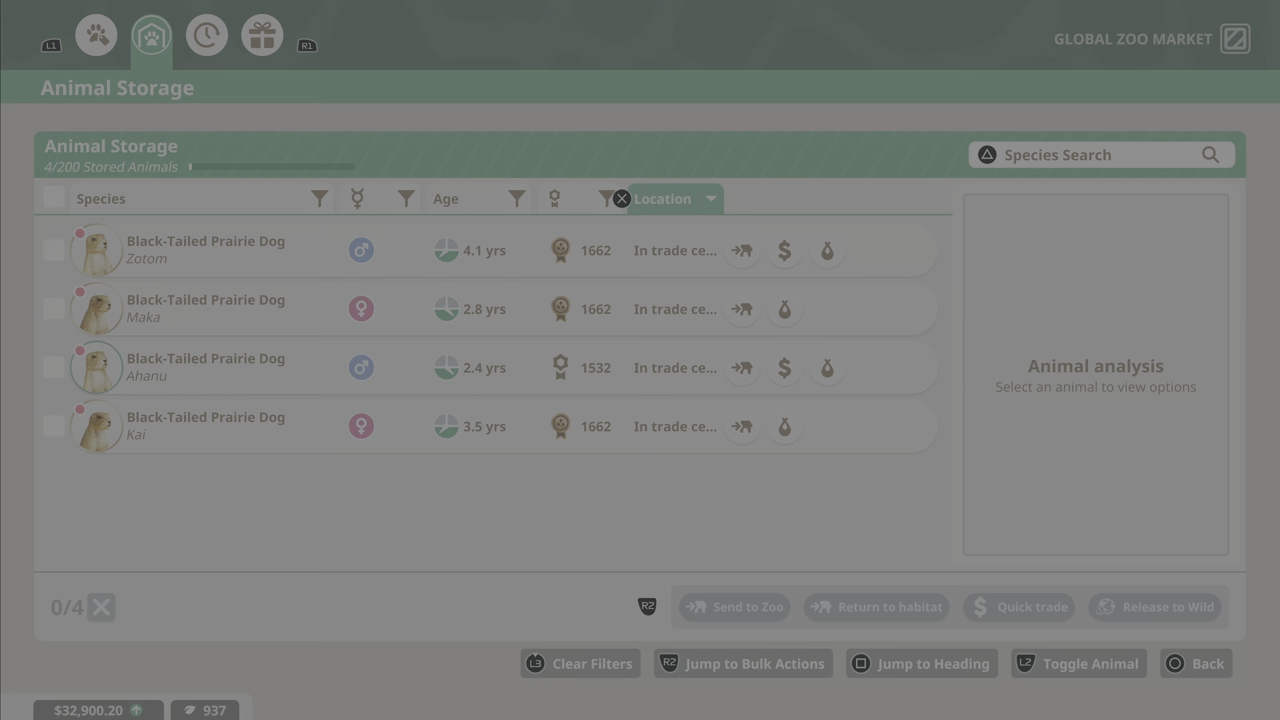 L1
R1
GLOBAL ZOO MARKET
Animal Storage
Animal Storage
4/200 Stored Animals
Species Search
Species
Age
Location
Black-Tailed Prairie Dog
Zotom
4.1 yrs
1662
In trade ce...
Black-Tailed Prairie Dog
Maka
2.8 yrs
1662
In trade ce...
Black-Tailed Prairie Dog
Ahanu
2.4 yrs
1532
In trade ce...
Black-Tailed Prairie Dog
Kai
3.5 yrs
1662
In trade ce...
Animal analysis
Select an animal to view options
0/4
R2
Send to Zoo
Return to habitat
Quick trade
Release to Wild
L3 Clear Filters
R2 Jump to Bulk Actions
Jump to Heading
L2 Toggle Animal
Back
$32,900.20
937